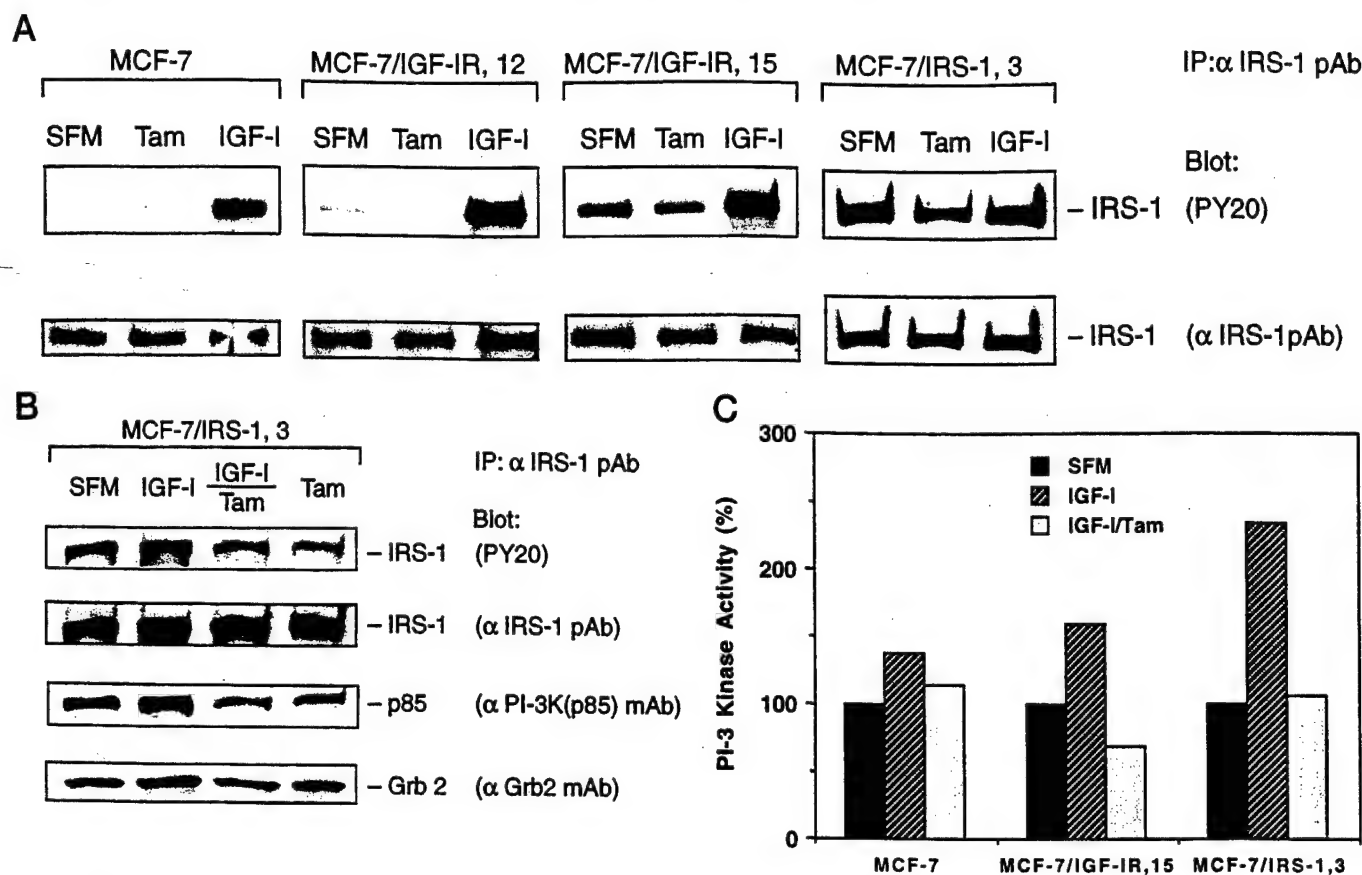 A
MCF-7 MCF-7/IGF-IR, 12 MCF-7/IGF-IR, 15 MCF-7/IRS-1, 3 IP:α IRS-1 pAb
SFM Tam IGF-I SFM Tam IGF-I SFM Tam IGF-I SFM Tam IGF-I
Blot:
– IRS-1 (PY20)
– IRS-1 (α IRS-1pAb)
B
MCF-7/IRS-1, 3
SFM IGF-I IGF-I/Tam Tam
IP: α IRS-1 pAb
Blot:
– IRS-1 (PY20)
– IRS-1 (α IRS-1 pAb)
– p85 (α PI-3K(p85) mAb)
– Grb 2 (α Grb2 mAb)
C
PI-3 Kinase Activity (%)
300
200
100
0
SFM
IGF-I
IGF-I/Tam
MCF-7 MCF-7/IGF-IR,15 MCF-7/IRS-1,3